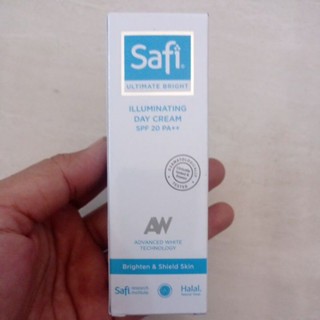 Safi
ULTIMATE BRIGHT
ILLUMINATING
DAY CREAM
SPF 20 PA++
AW
ADVANCED WHITE
TECHNOLOGY
Brighten & Shield Skin
Safi
Halal.